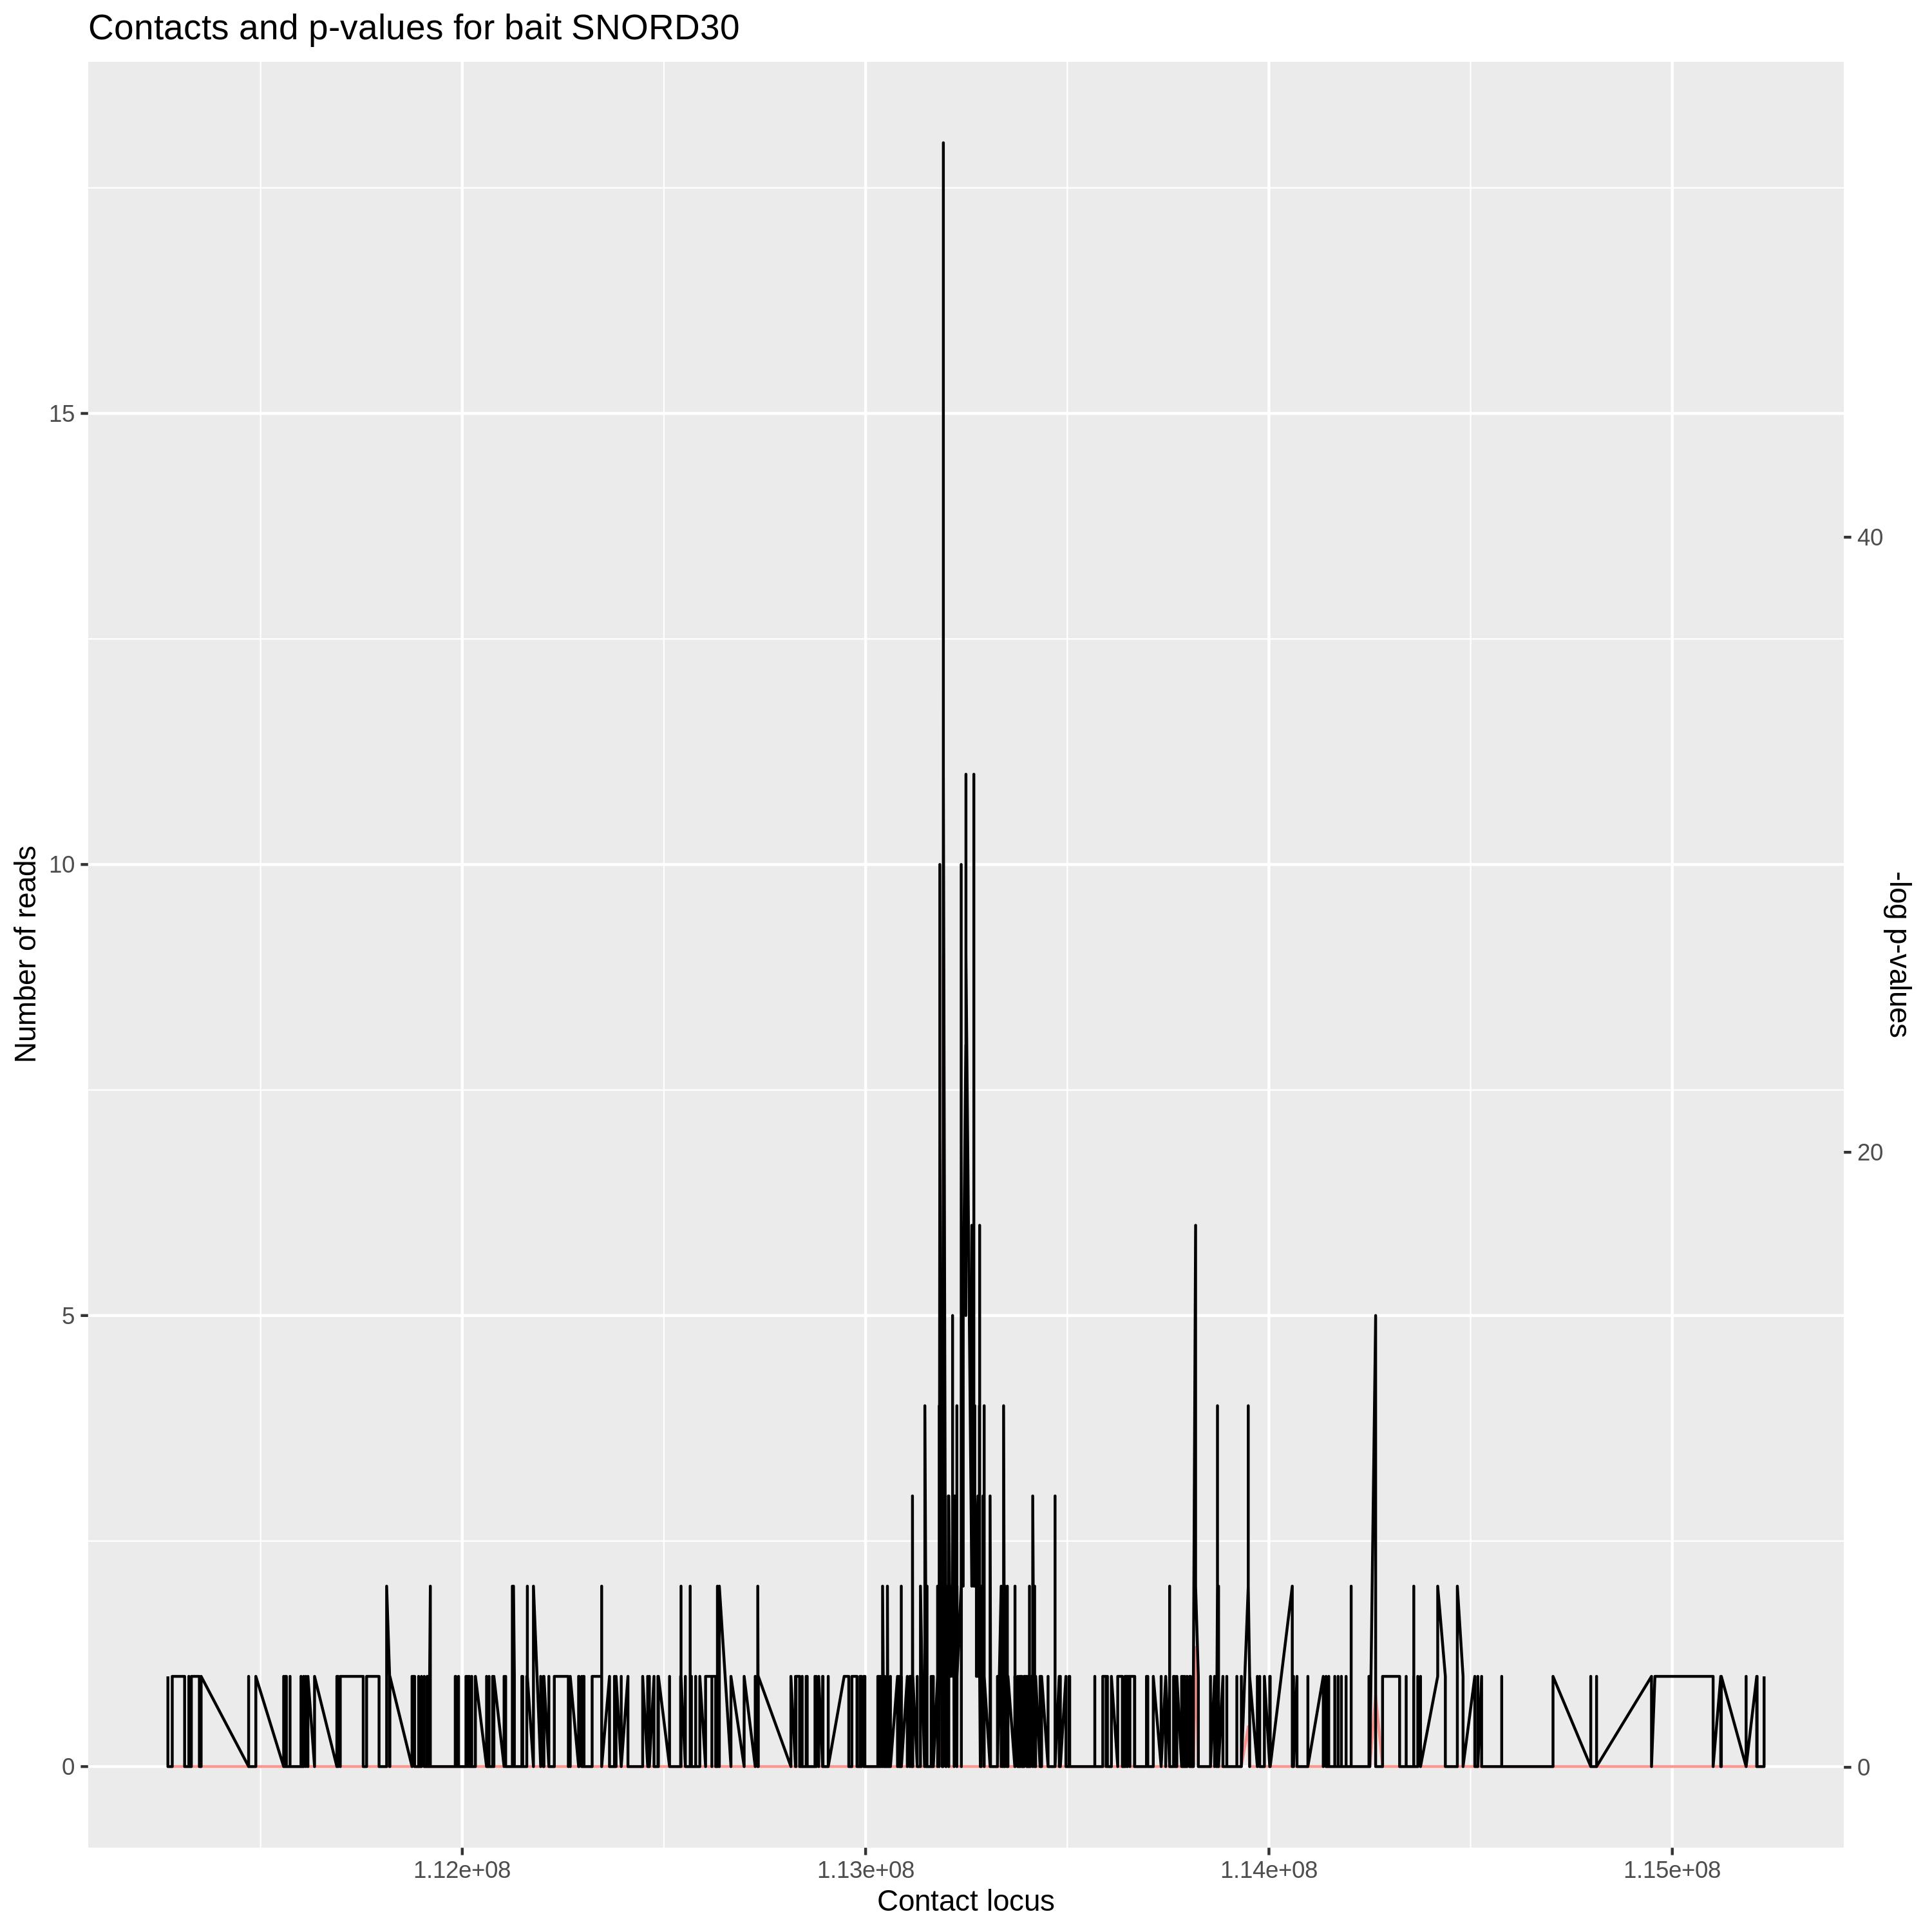 Contacts and p-values for bait SNORD30
15
10
5
0
Number of reads
40
20
0
-log p-values
1.12e+08 1.13e+08 1.14e+08 1.15e+08
Contact locus